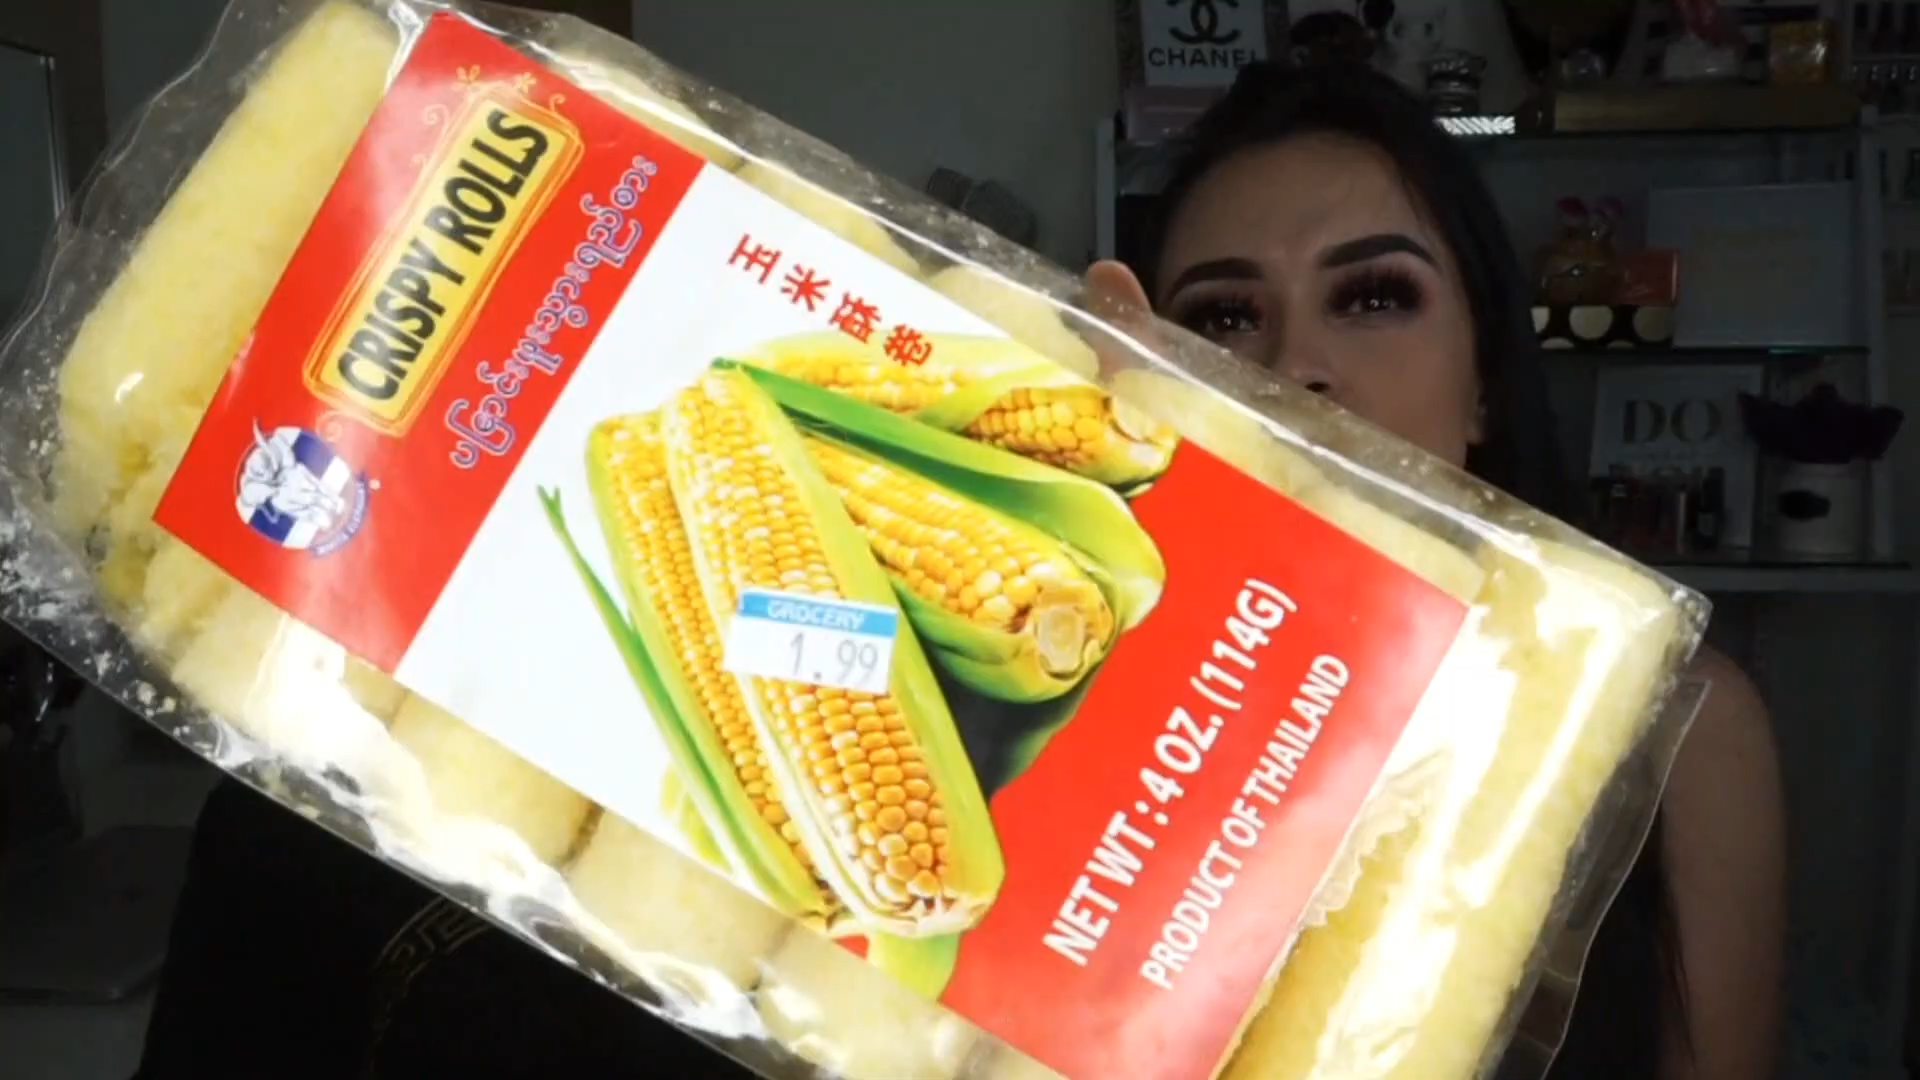 CHANEL
CRISPY ROLLS
玉米酥卷
GROCERY
1.99
NET WT : 4 OZ. (114G)
PRODUCT OF THAILAND
DO